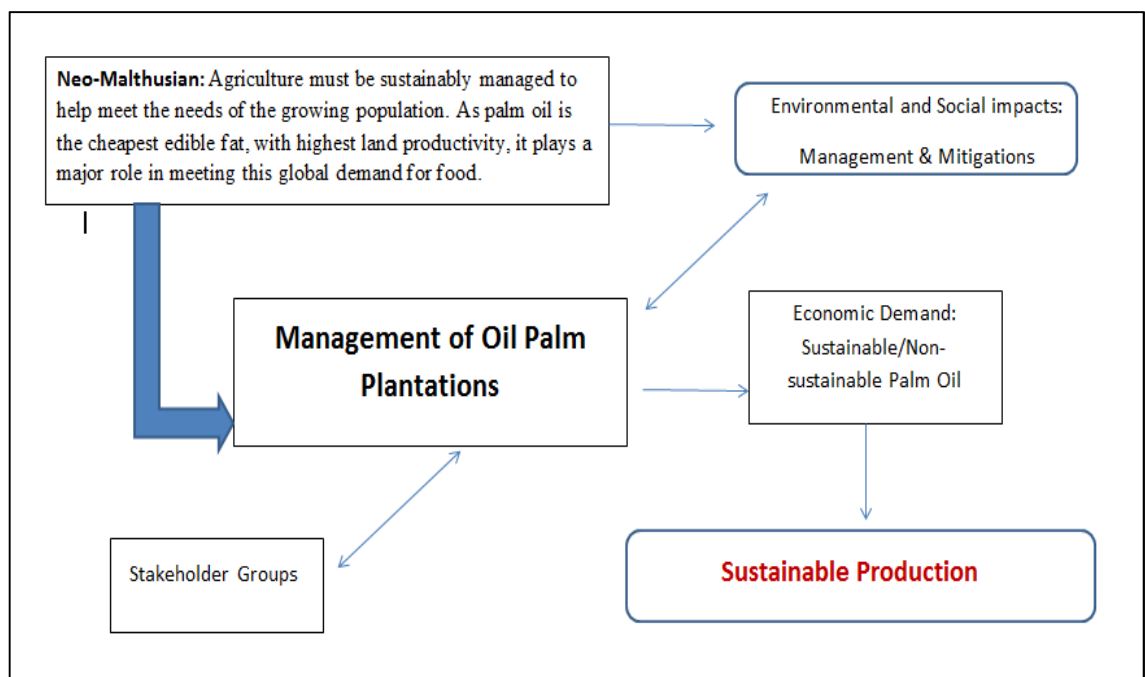 Neo-Malthusian: Agriculture must be sustainably managed to
help meet the needs of the growing population. As palm oil is
the cheapest edible fat, with highest land productivity, it plays a
major role in meeting this global demand for food.
Environmental and Social impacts:
Management & Mitigations
Management of Oil Palm
Plantations
Economic Demand:
Sustainable/Non-
sustainable Palm Oil
Stakeholder Groups
Sustainable Production